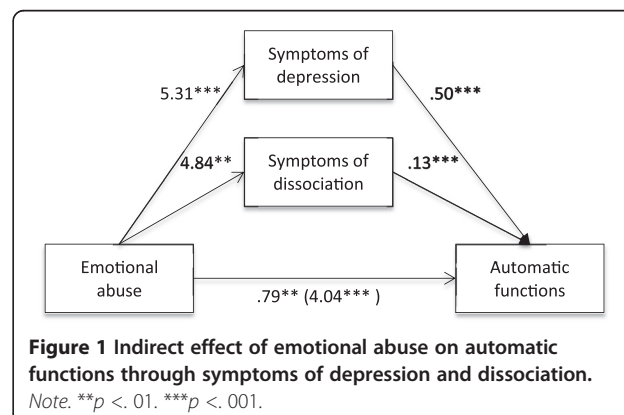 Symptoms of
depression
5.31***
.50***
4.84**
Symptoms of
dissociation
.13***
Emotional
abuse
Automatic
functions
.79** (4.04*** )
Figure 1 Indirect effect of emotional abuse on automatic
functions through symptoms of depression and dissociation.
Note. **p <. 01. ***p <. 001.